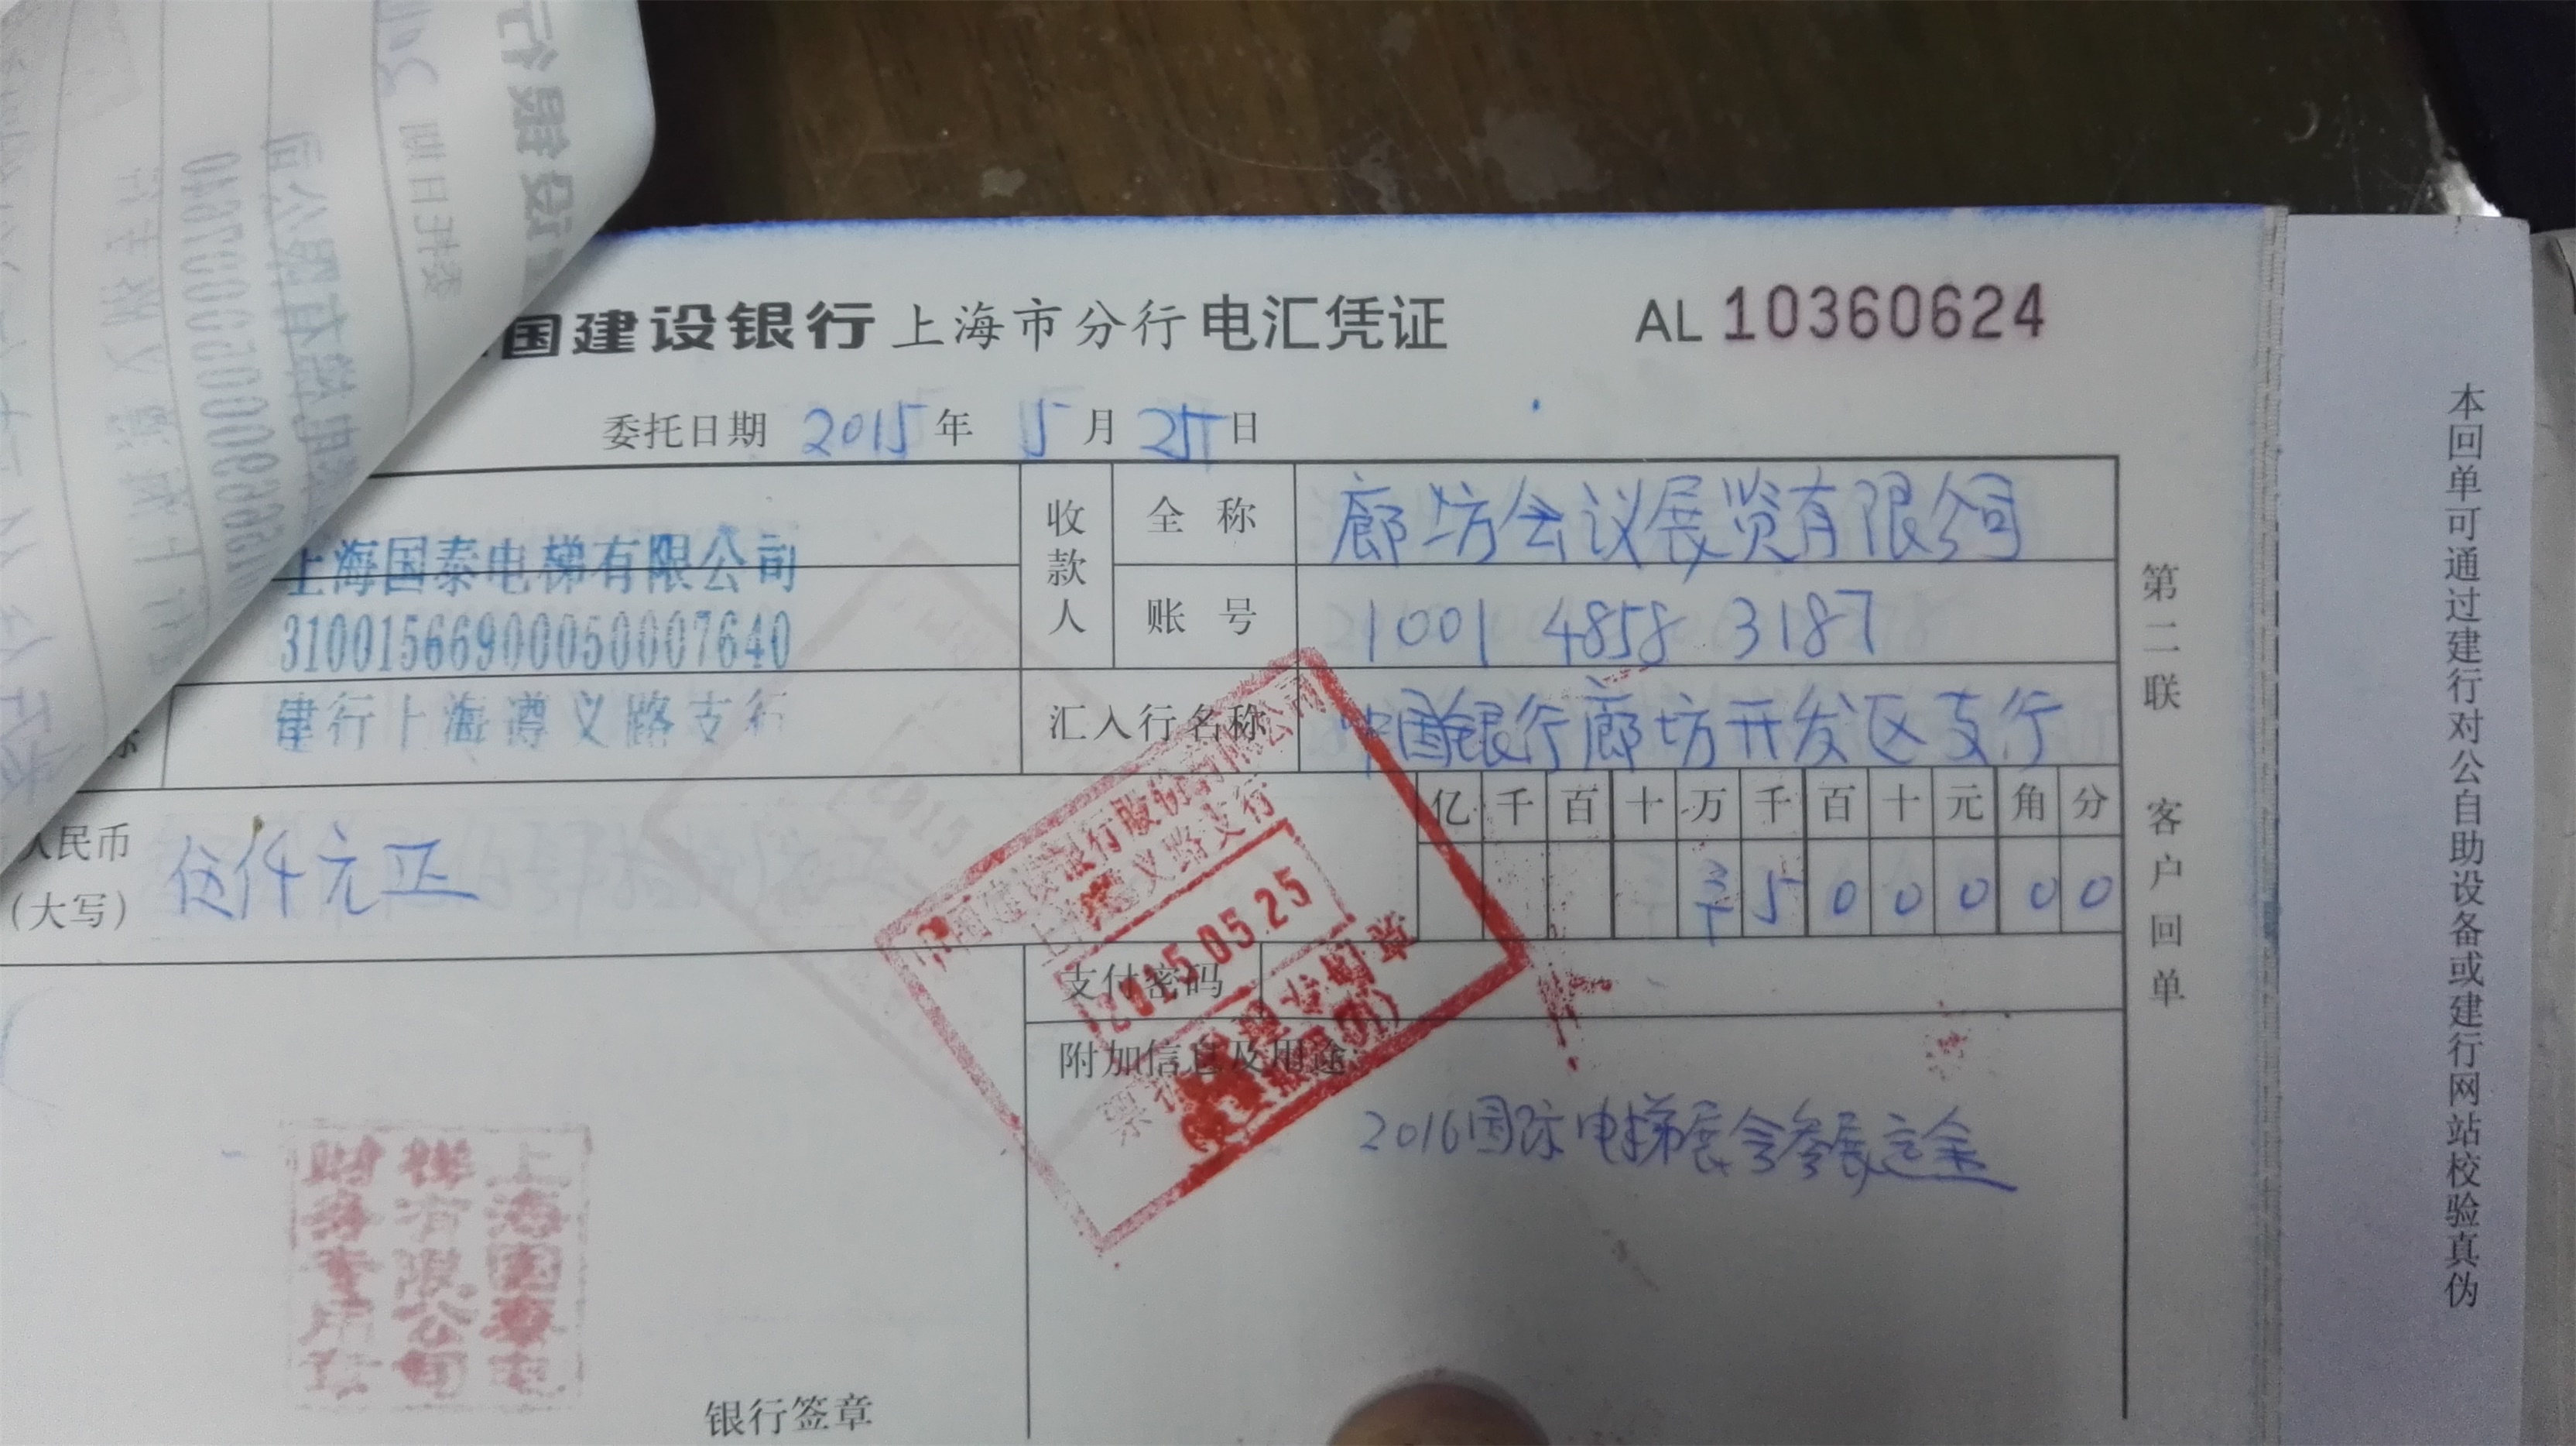 国建设银行 上海市分行 电汇凭证 AL 10360624
委托日期 2015 年 5 月 25 日
收款人 全称 廊坊会议展览有限公司
上海国泰电梯有限公司
账号 1001 4858 3187
31001566900050007640
汇入行名称 中国银行廊坊开发区支行
建行上海遵义路支行
亿 千 百 十 万 千 百 十 元 角 分
人民币
(大写) 伍仟元正
¥ 5 0 0 0 0 0
支付密码
附加信息及用途
2016国际电梯展会参展定金
中国建设银行股份有限公司
上海遵义路支行
2015.05.25
上海国泰电
梯有限公司
财务专用章
银行签章
第二联 客户回单
本回单可通过建行对公自助设备或建行网站校验真伪